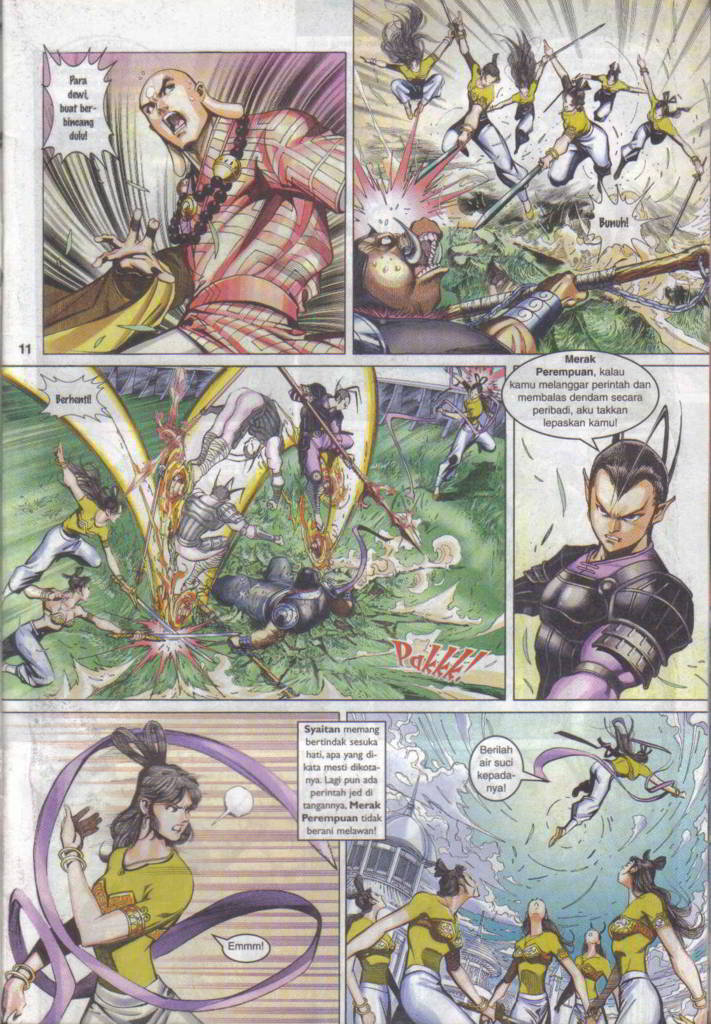 Para
dewi,
buat ber-
bincang
dulu!
Bunuh!
11
Berhenti!
Pakkk!
Merak
Perempuan, kalau
kamu melanggar perintah dan
membalas dendam secara
peribadi, aku takkan
lepaskan kamu!
Syaitan memang
bertindak sesuka
hati, apa yang di-
kata mesti dikota-
nya. Lagi pun ada
perintah jed di
tangannya, Merak
Perempuan tidak
berani melawan!
Emmm!
Berilah
air suci
kepada-
nya!